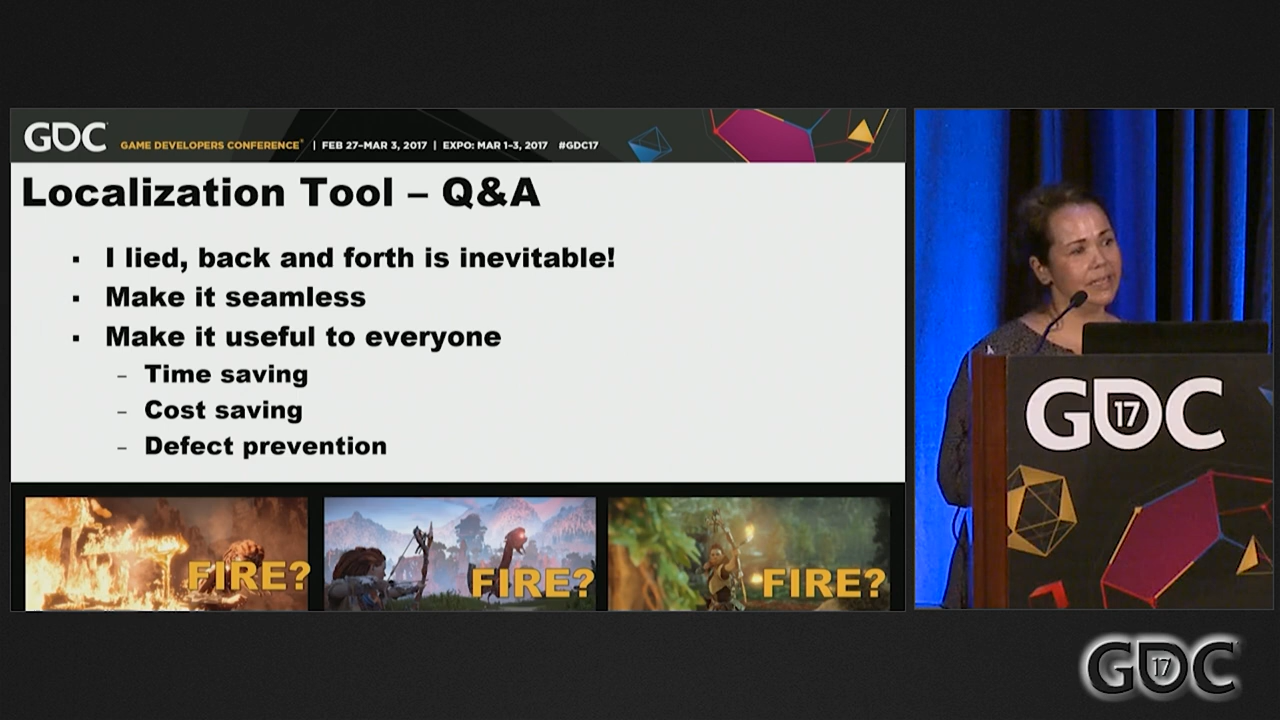 GDC GAME DEVELOPERS CONFERENCE® | FEB 27–MAR 3, 2017 | EXPO: MAR 1–3, 2017 #GDC17
Localization Tool – Q&A
▪ I lied, back and forth is inevitable!
▪ Make it seamless
▪ Make it useful to everyone
– Time saving
– Cost saving
– Defect prevention
FIRE? FIRE? FIRE?
GDC 17
GDC 17